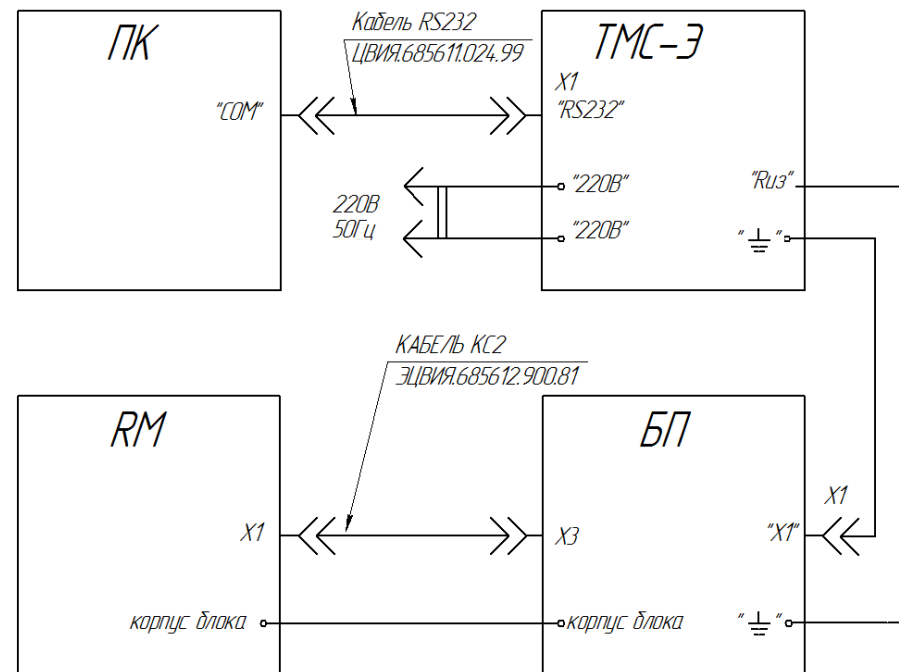 ПК
Кабель RS232
ЦВИЯ.685611.024.99
ТМС-Э
X1
"COM"
"RS232"
220В
50Гц
"220В"
"220В"
"Rиз"
" "
КАБЕЛЬ КС2
ЭЦВИЯ.685612.900.81
RM
БП
X1
X1
X3
"X1"
корпус блока
корпус блока
" "